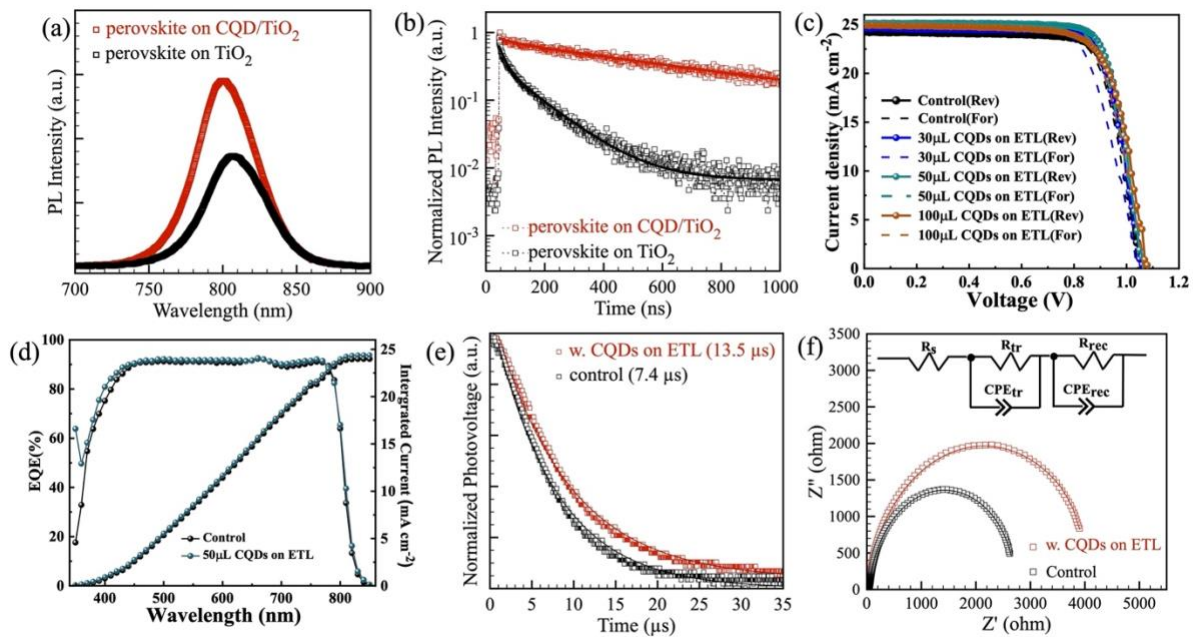 (a)
perovskite on CQD/TiO₂
perovskite on TiO₂
PL Intensity (a.u.)
700 750 800 850 900
Wavelength (nm)
(b)
Normalized PL Intensity (a.u.)
1
10⁻¹
10⁻²
10⁻³
perovskite on CQD/TiO₂
perovskite on TiO₂
0 200 400 600 800 1000
Time (ns)
(c)
Current density (mA cm⁻²)
25
20
15
10
5
0
Control(Rev)
Control(For)
30μL CQDs on ETL(Rev)
30μL CQDs on ETL(For)
50μL CQDs on ETL(Rev)
50μL CQDs on ETL(For)
100μL CQDs on ETL(Rev)
100μL CQDs on ETL(For)
0.0 0.2 0.4 0.6 0.8 1.0 1.2
Voltage (V)
(d)
EQE(%)
100
80
60
40
20
0
Control
50μL CQDs on ETL
25
20
15
10
5
0
Intergrated Current (mA cm⁻²)
400 500 600 700 800
Wavelength (nm)
(e)
Normalized Photovoltage (a.u.)
w. CQDs on ETL (13.5 μs)
control (7.4 μs)
0 5 10 15 20 25 30 35
Time (μs)
(f)
Z" (ohm)
3500
3000
2500
2000
1500
1000
500
0
Rs Rtr Rrec
CPEtr CPErec
w. CQDs on ETL
Control
0 1000 2000 3000 4000 5000
Z' (ohm)